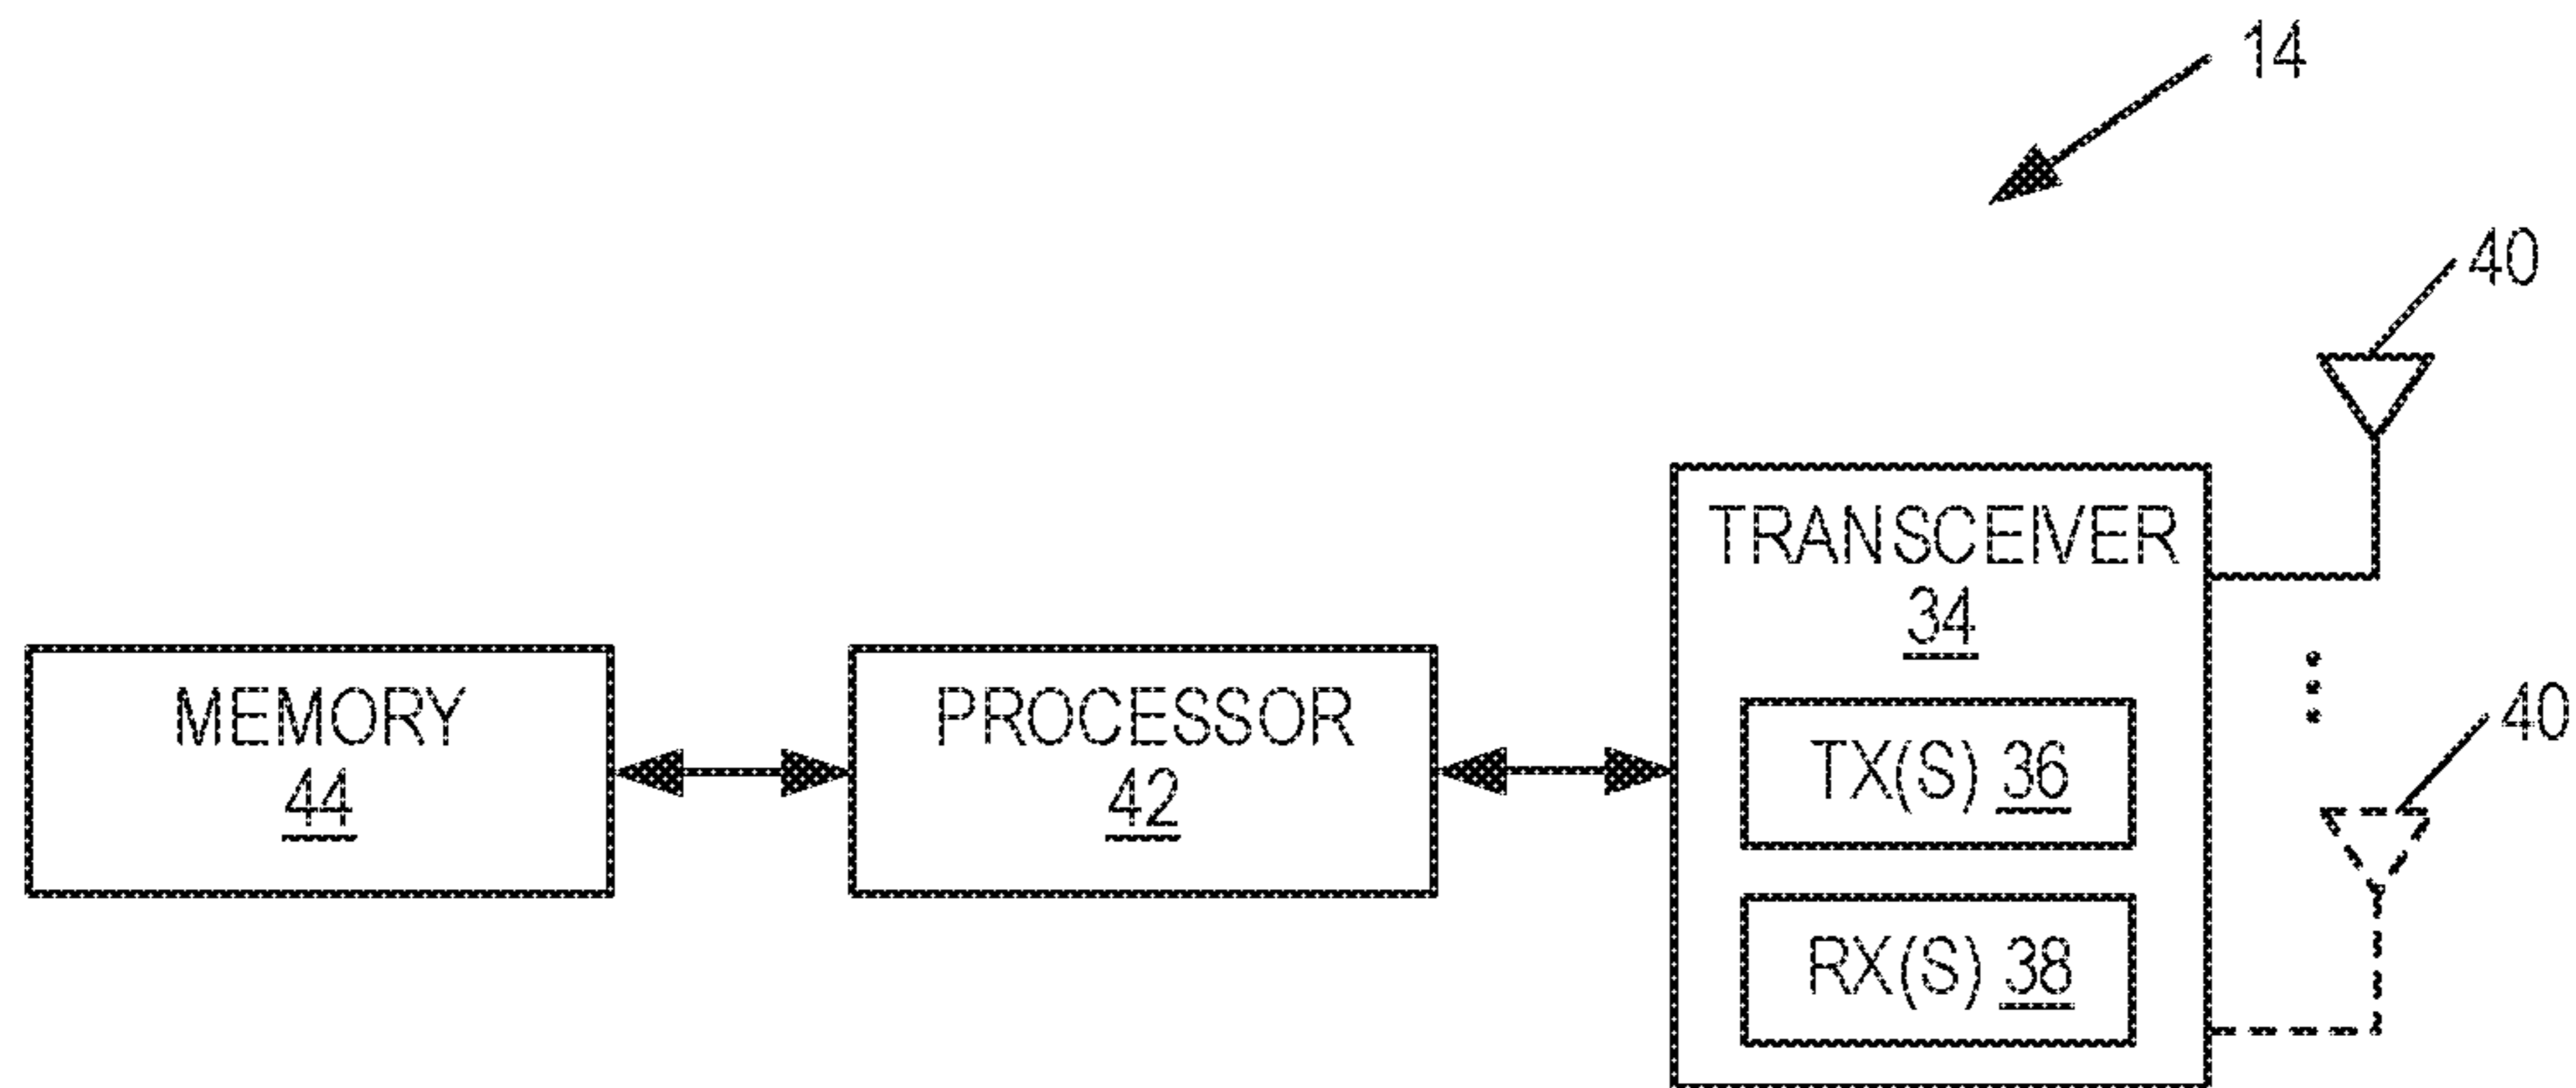 14
40
TRANSCEIVER
34
MEMORY
44
PROCESSOR
42
TX(S) 36
40
RX(S) 38